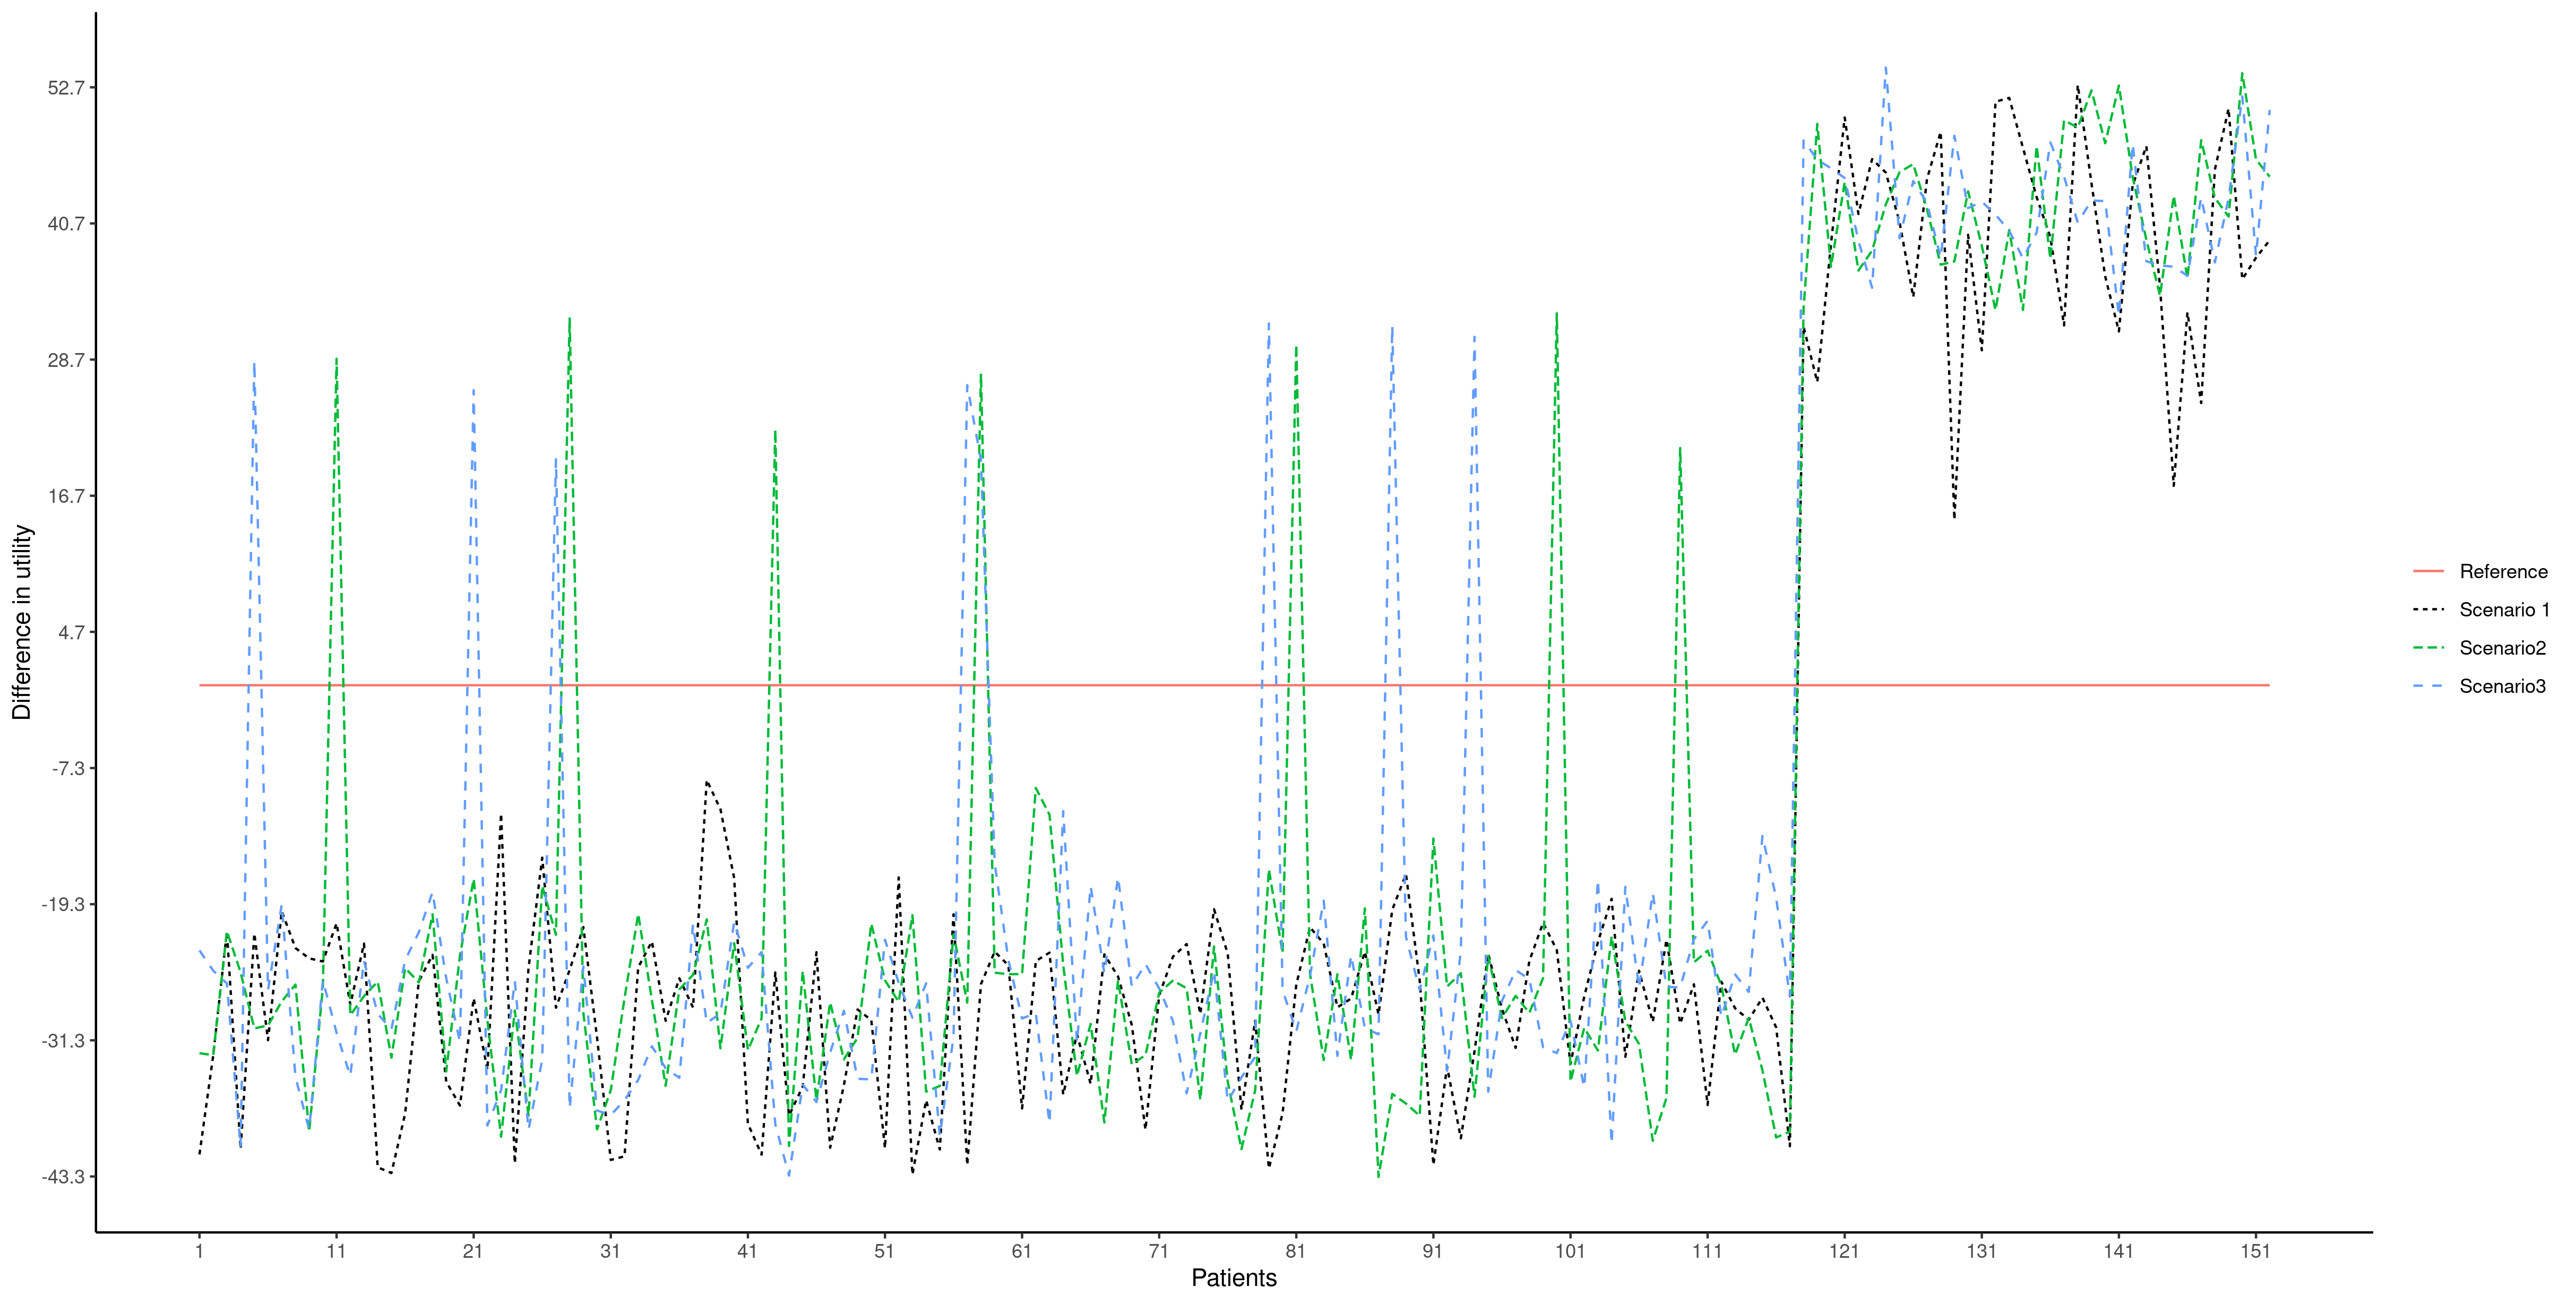 Difference in utility
52.7
40.7
28.7
16.7
4.7
-7.3
-19.3
-31.3
-43.3
1 11 21 31 41 51 61 71 81 91 101 111 121 131 141 151
Patients
Reference
Scenario 1
Scenario2
Scenario3